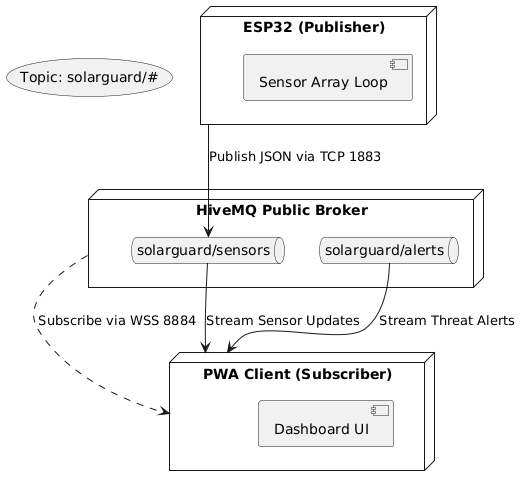 ESP32 (Publisher)
Topic: solarguard/#
Sensor Array Loop
Publish JSON via TCP 1883
HiveMQ Public Broker
solarguard/sensors
solarguard/alerts
Subscribe via WSS 8884
Stream Sensor Updates
Stream Threat Alerts
PWA Client (Subscriber)
Dashboard UI